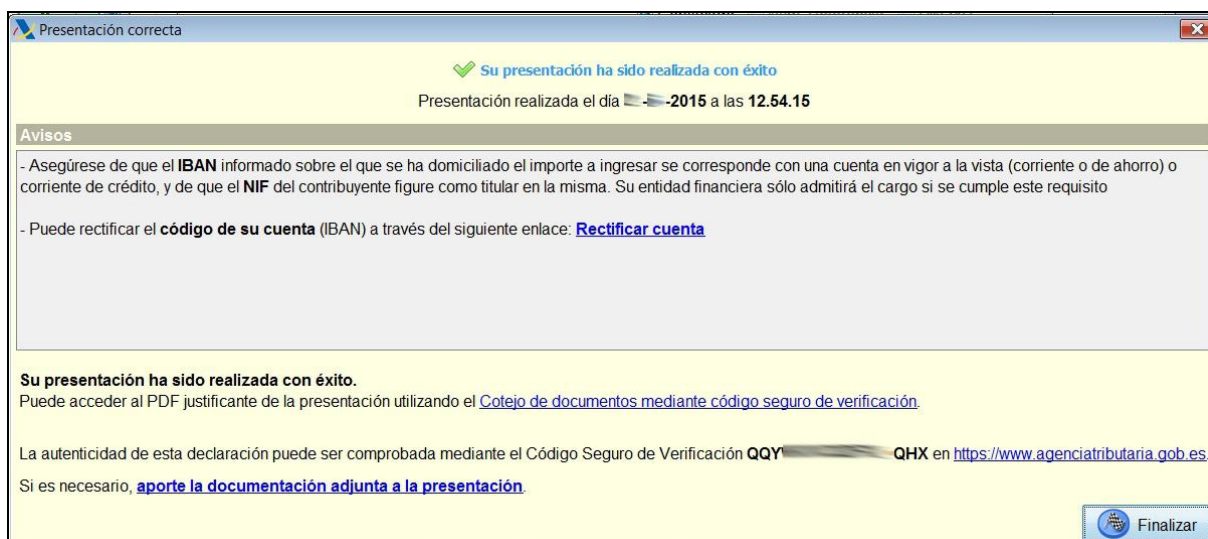 Presentación correcta
Su presentación ha sido realizada con éxito
Presentación realizada el día - -2015 a las 12.54.15
Avisos
- Asegúrese de que el IBAN informado sobre el que se ha domiciliado el importe a ingresar se corresponde con una cuenta en vigor a la vista (corriente o de ahorro) o
corriente de crédito, y de que el NIF del contribuyente figure como titular en la misma. Su entidad financiera sólo admitirá el cargo si se cumple este requisito
- Puede rectificar el código de su cuenta (IBAN) a través del siguiente enlace: Rectificar cuenta
Su presentación ha sido realizada con éxito.
Puede acceder al PDF justificante de la presentación utilizando el Cotejo de documentos mediante código seguro de verificación.
La autenticidad de esta declaración puede ser comprobada mediante el Código Seguro de Verificación QQY QHX en https://www.agenciatributaria.gob.es.
Si es necesario, aporte la documentación adjunta a la presentación.
Finalizar